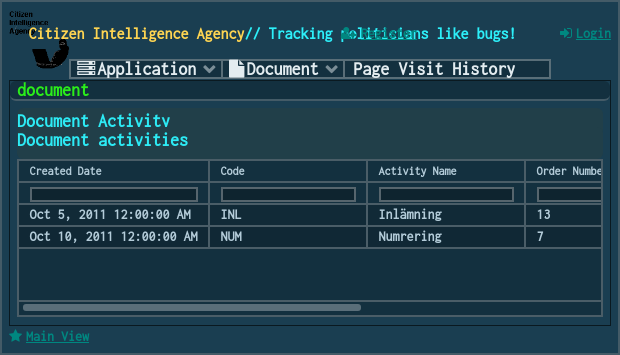 Citizen
Intelligence
Agency
Citizen Intelligence Agency// Tracking politicians like bugs!
Login
Application
Document
Page Visit History
document
Document Activity
Document activities
Created Date Code Activity Name Order Numbe
Oct 5, 2011 12:00:00 AM INL Inlämning 13
Oct 10, 2011 12:00:00 AM NUM Numrering 7
Main View